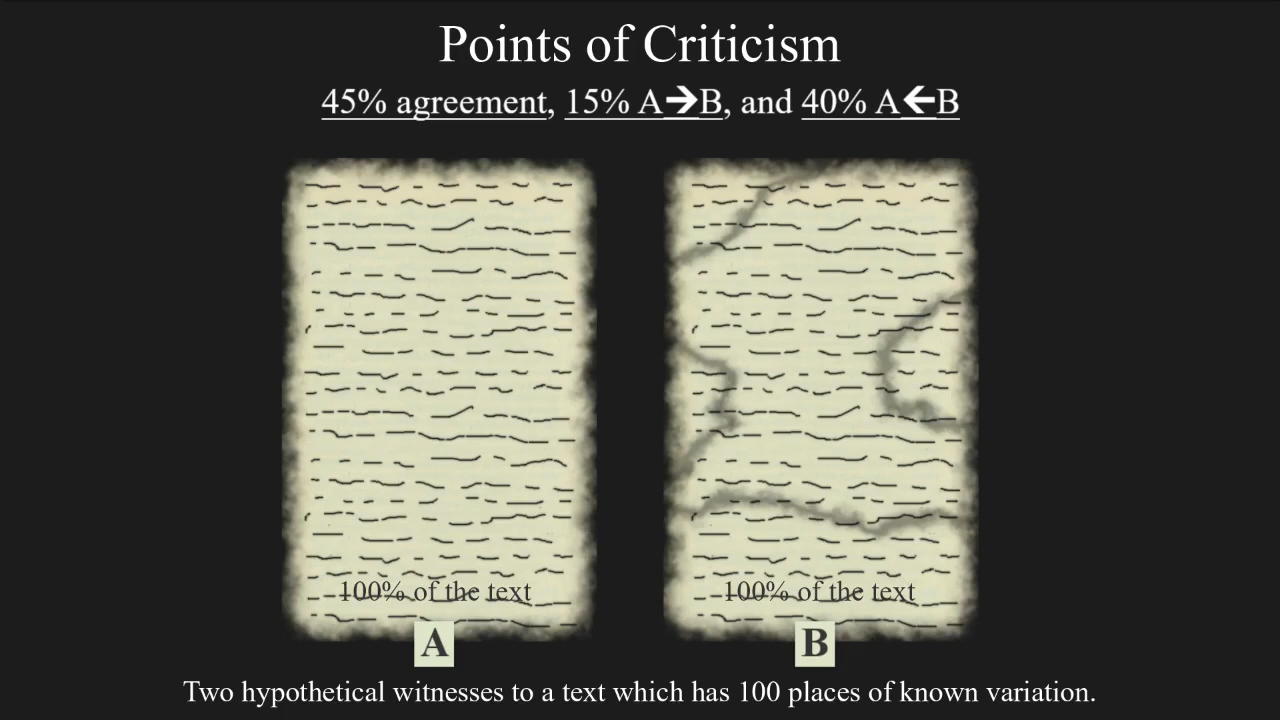 Points of Criticism
45% agreement, 15% A→B, and 40% A←B
100% of the text
100% of the text
A
B
Two hypothetical witnesses to a text which has 100 places of known variation.